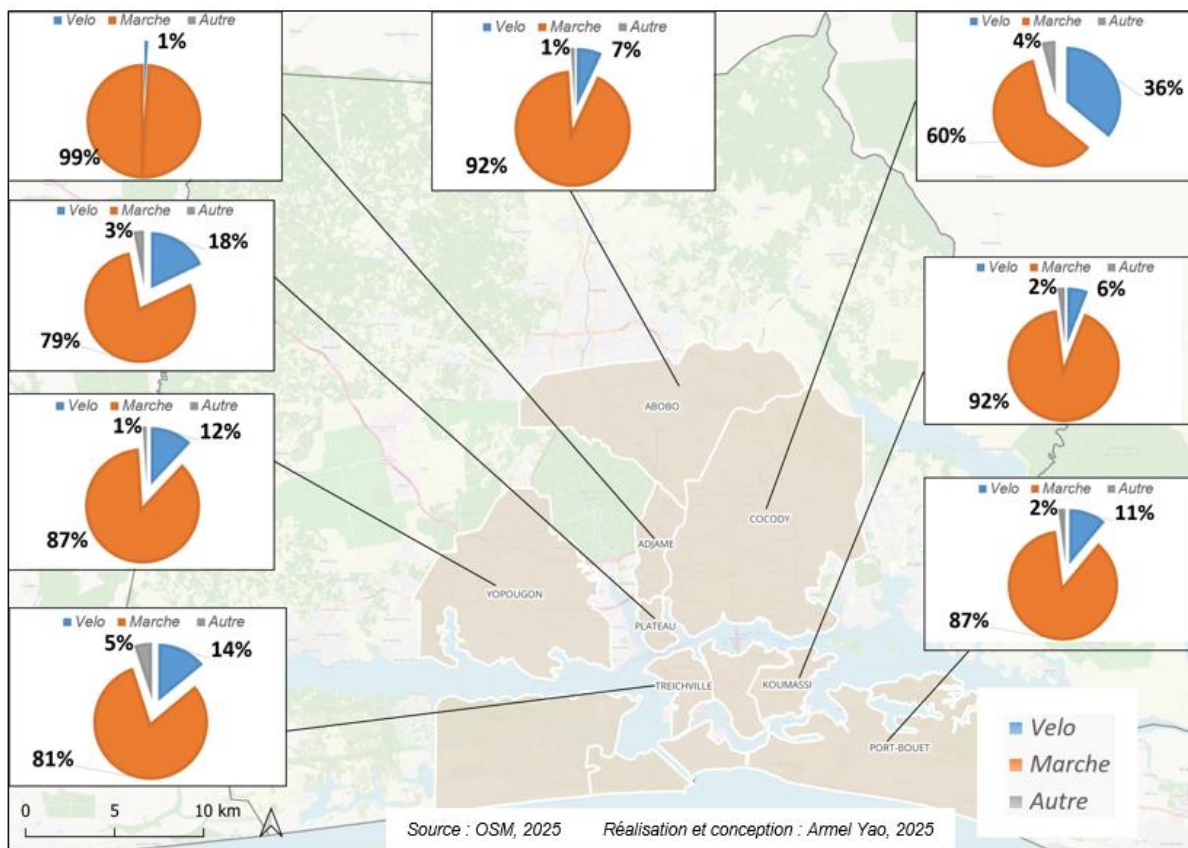 Velo Marche Autre
1%
99%
Velo Marche Autre
1% 7%
92%
Velo Marche Autre
4%
36%
60%
Velo Marche Autre
3% 18%
79%
Velo Marche Autre
2% 6%
92%
Velo Marche Autre
1% 12%
87%
Velo Marche Autre
2% 11%
87%
Velo Marche Autre
5% 14%
81%
ABOBO
COCODY
ADJAME
YOPOUGON
PLATEAU
TREICHVILLE
KOUMASSI
PORT-BOUET
Velo
Marche
Autre
0 5 10 km
Source : OSM, 2025 Réalisation et conception : Armel Yao, 2025